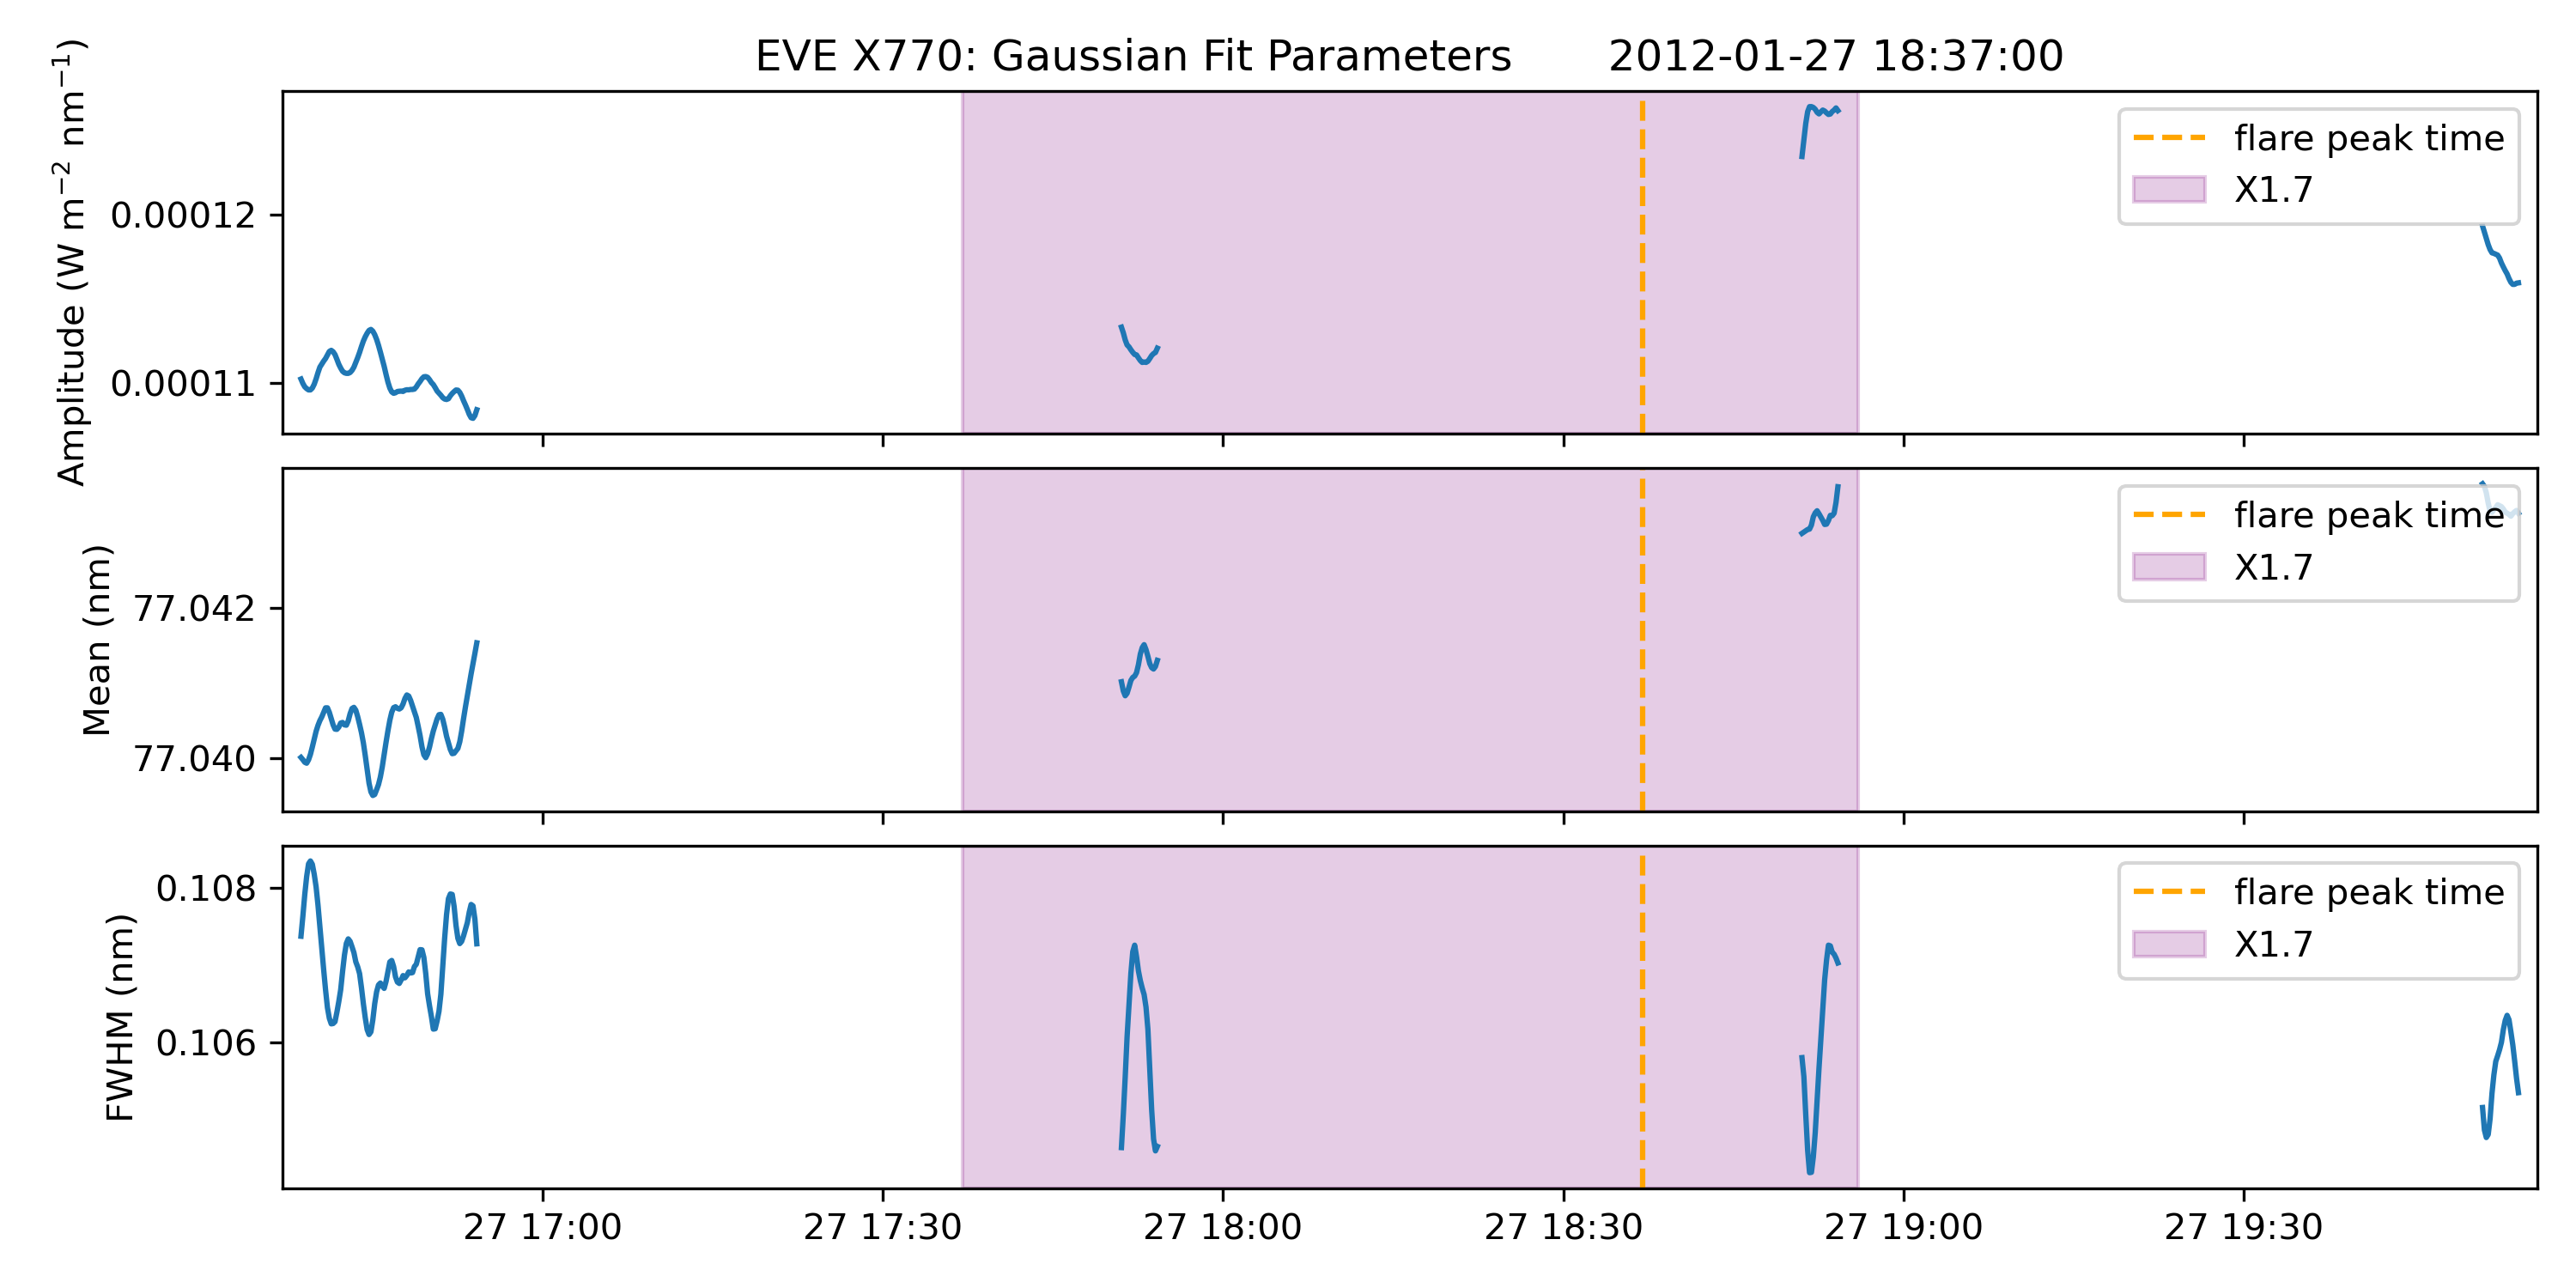 EVE X770: Gaussian Fit Parameters 2012-01-27 18:37:00
Amplitude (W m⁻² nm⁻¹)
0.00012
0.00011
flare peak time
X1.7
Mean (nm)
77.042
77.040
flare peak time
X1.7
FWHM (nm)
0.108
0.106
flare peak time
X1.7
27 17:00 27 17:30 27 18:00 27 18:30 27 19:00 27 19:30